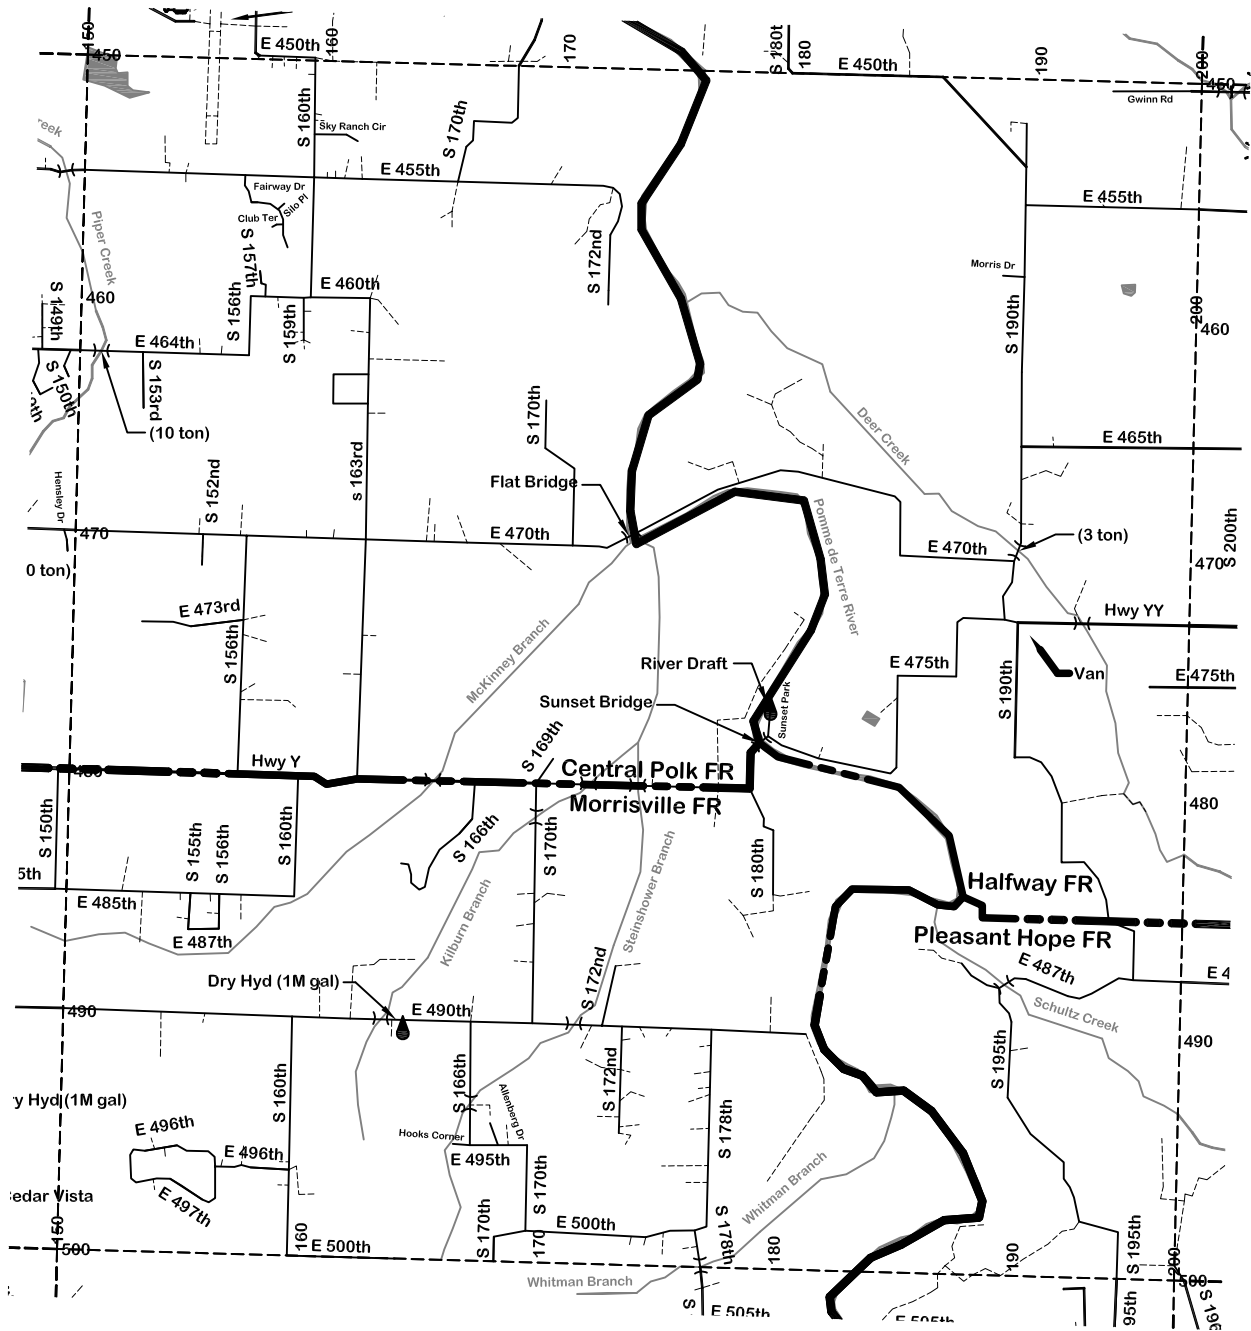 150
E 450th
160
170
S 180t
180
E 450th
190
200
450
450
Gwinn Rd
reek
S 160th
Sky Ranch Cir
S 170th
E 455th
E 455th
Fairway Dr
Silo Pl
Club Ter
S 157th
Piper Creek
S 172nd
Morris Dr
E 460th
460
S 149th
S 156th
S 159th
200
460
S 190th
E 464th
S 150th
S 153rd
(10 ton)
S 170th
Deer Creek
E 465th
s 163rd
Hensley Dr
S 152nd
Flat Bridge
Pomme de Terre River
470
E 470th
E 470th
(3 ton)
S 200th
470
0 ton)
E 473rd
Hwy YY
S 156th
McKinney Branch
River Draft
E 475th
S 190th
Van
E 475th
Sunset Bridge
Sunset Park
S 169th
Hwy Y
480
Central Polk FR
Morrisville FR
480
S 150th
S 155th
S 156th
S 160th
S 166th
S 170th
Steinshower Branch
S 180th
5th
E 485th
Halfway FR
E 487th
Kilburn Branch
Pleasant Hope FR
E 487th
E 4
Dry Hyd (1M gal)
S 172nd
490
E 490th
Schultz Creek
490
S 160th
S 166th
S 172nd
S 195th
y Hyd (1M gal)
Allenberg Dr
S 178th
E 496th
Hooks Corner
E 496th
E 495th
S 170th
Whitman Branch
edar Vista
E 497th
150
500
160
E 500th
S 170th
170
E 500th
S 178th
180
190
S 195th
200
500
Whitman Branch
S
E 505th
E 505th
95th
S 196